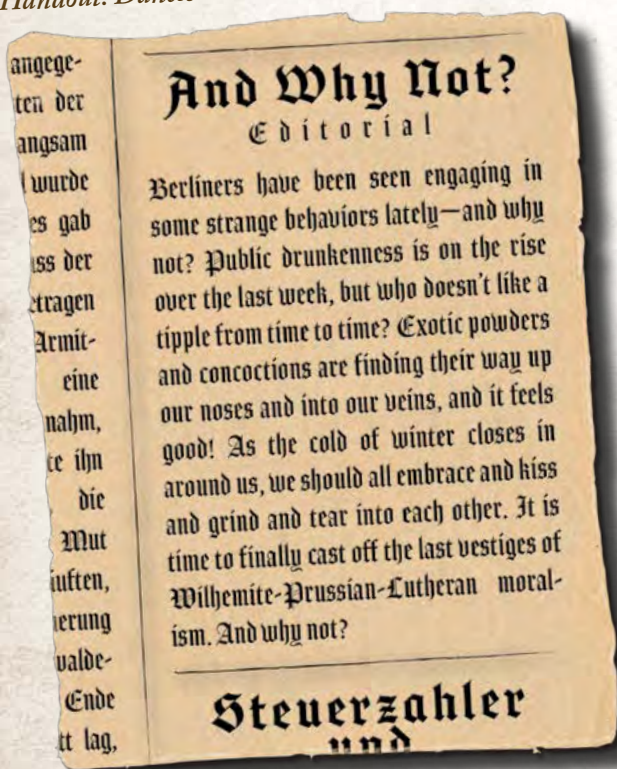 Handout:
angege-
ten der
angsam
wurde
es gab
ss der
etragen
Armit-
eine
nahm,
te ihn
die
Mut
uften,
erung
walde-
Ende
tt lag,
And Why Not?
Editorial
Berliners have been seen engaging in
some strange behaviors lately—and why
not? Public drunkenness is on the rise
over the last week, but who doesn't like a
tipple from time to time? Exotic powders
and concoctions are finding their way up
our noses and into our veins, and it feels
good! As the cold of winter closes in
around us, we should all embrace and kiss
and grind and tear into each other. It is
time to finally cast off the last vestiges of
Wilhemite-Prussian-Lutheran moral-
ism. And why not?
Steuerzahler
und